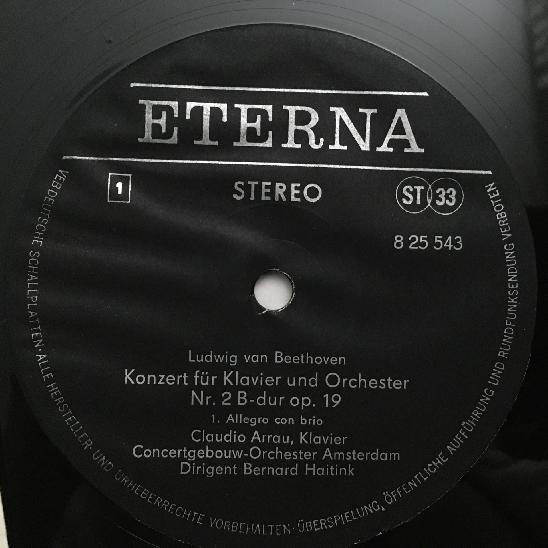 ETERNA
1
STEREO
ST 33
8 25 543
Ludwig van Beethoven
Konzert für Klavier und Orchester
Nr. 2 B-dur op. 19
1. Allegro con brio
Claudio Arrau, Klavier
Concertgebouw-Orchester Amsterdam
Dirigent Bernard Haitink
VEB DEUTSCHE SCHALLPLATTEN · ALLE HERSTELLER- UND URHEBERRECHTE VORBEHALTEN · ÜBERSPIELUNG, ÖFFENTLICHE AUFFÜHRUNG UND RUNDFUNKSENDUNG VERBOTEN